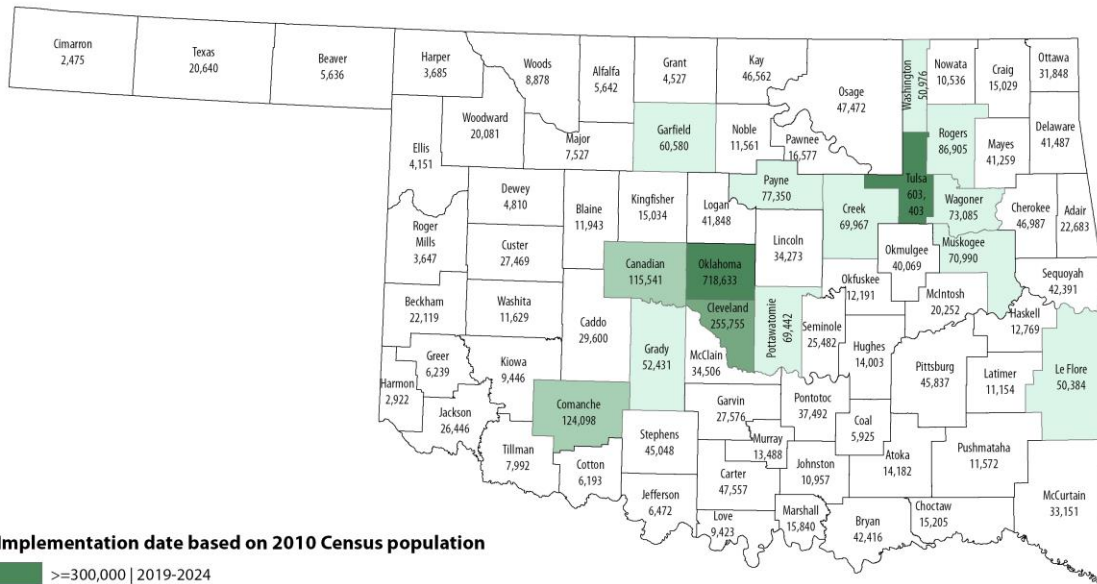 Cimarron
2,475
Texas
20,640
Beaver
5,636
Harper
3,685
Woods
8,878
Alfalfa
5,642
Grant
4,527
Kay
46,562
Osage
47,472
Washington
50,976
Nowata
10,536
Craig
15,029
Ottawa
31,848
Woodward
20,081
Ellis
4,151
Major
7,527
Garfield
60,580
Noble
11,561
Pawnee
16,577
Rogers
86,905
Mayes
41,259
Delaware
41,487
Dewey
4,810
Blaine
11,943
Kingfisher
15,034
Logan
41,848
Payne
77,350
Creek
69,967
Tulsa
603,
403
Wagoner
73,085
Cherokee
46,987
Adair
22,683
Roger
Mills
3,647
Custer
27,469
Canadian
115,541
Oklahoma
718,633
Lincoln
34,273
Okmulgee
40,069
Muskogee
70,990
Okfuskee
12,191
McIntosh
20,252
Sequoyah
42,391
Beckham
22,119
Washita
11,629
Caddo
29,600
Grady
52,431
Cleveland
255,755
McClain
34,506
Pottawatomie
69,442
Seminole
25,482
Hughes
14,003
Haskell
12,769
Pittsburg
45,837
Latimer
11,154
Le Flore
50,384
Greer
6,239
Harmon
2,922
Kiowa
9,446
Jackson
26,446
Comanche
124,098
Tillman
7,992
Cotton
6,193
Stephens
45,048
Garvin
27,576
Murray
13,488
Pontotoc
37,492
Coal
5,925
Carter
47,557
Johnston
10,957
Atoka
14,182
Pushmataha
11,572
McCurtain
33,151
Jefferson
6,472
Love
9,423
Marshall
15,840
Bryan
42,416
Choctaw
15,205
Implementation date based on 2010 Census population
>=300,000 | 2019-2024